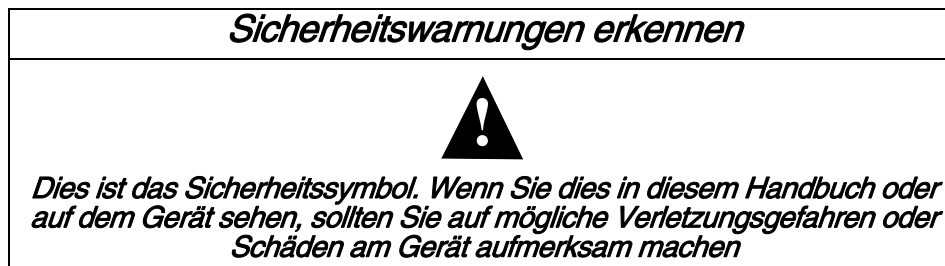 Sicherheitswarnungen erkennen
!
Dies ist das Sicherheitssymbol. Wenn Sie dies in diesem Handbuch oder
auf dem Gerät sehen, sollten Sie auf mögliche Verletzungsgefahren oder
Schäden am Gerät aufmerksam machen